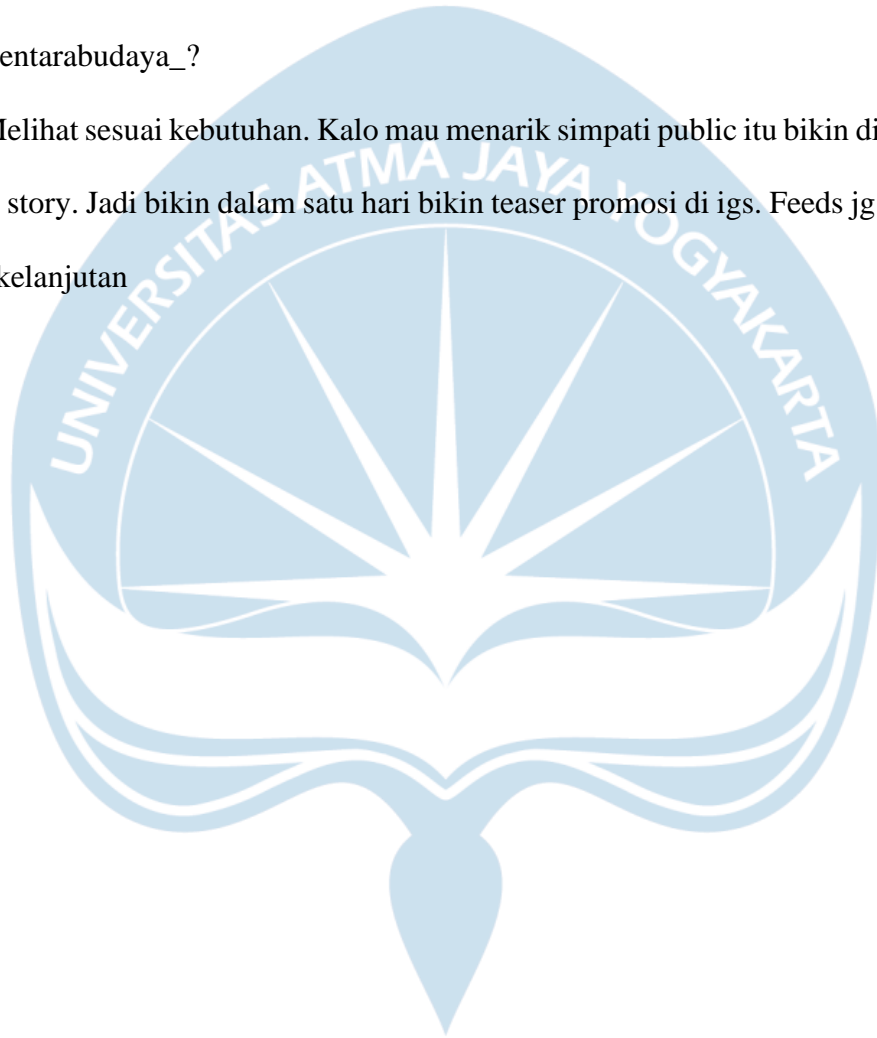 entarabudaya_?
Melihat sesuai kebutuhan. Kalo mau menarik simpati public itu bikin di
story. Jadi bikin dalam satu hari bikin teaser promosi di igs. Feeds jg
kelanjutan
UNIVERSITAS ATMA JAYA YOGYAKARTA